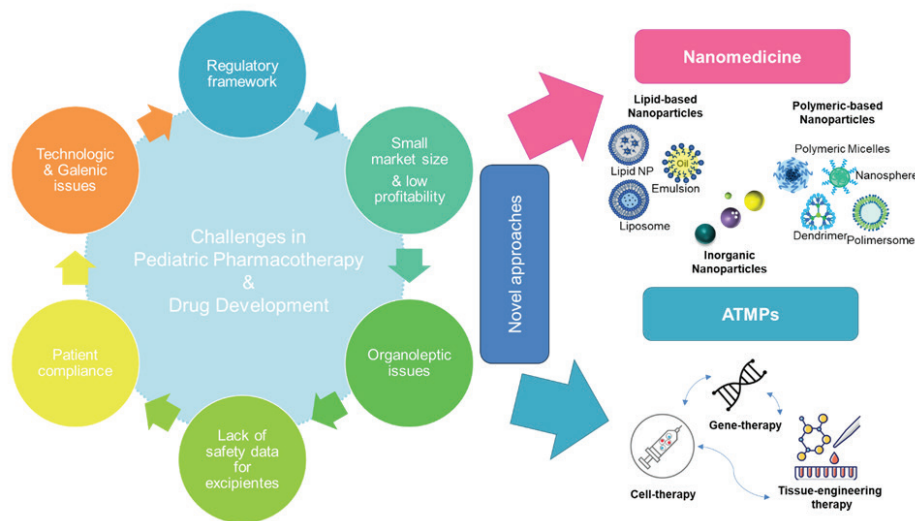 Regulatory
framework
Small
market size
& low
profitability
Organoleptic
issues
Lack of
safety data
for
excipientes
Patient
compliance
Technologic
& Galenic
issues
Challenges in
Pediatric Pharmacotherapy
&
Drug Development
Novel approaches
Nanomedicine
Lipid-based
Nanoparticles
Lipid NP
Oil
Emulsion
Liposome
Inorganic
Nanoparticles
Polymeric-based
Nanoparticles
Polymeric Micelles
Nanosphere
Dendrimer
Polimersome
ATMPs
Gene-therapy
Cell-therapy
Tissue-engineering
therapy